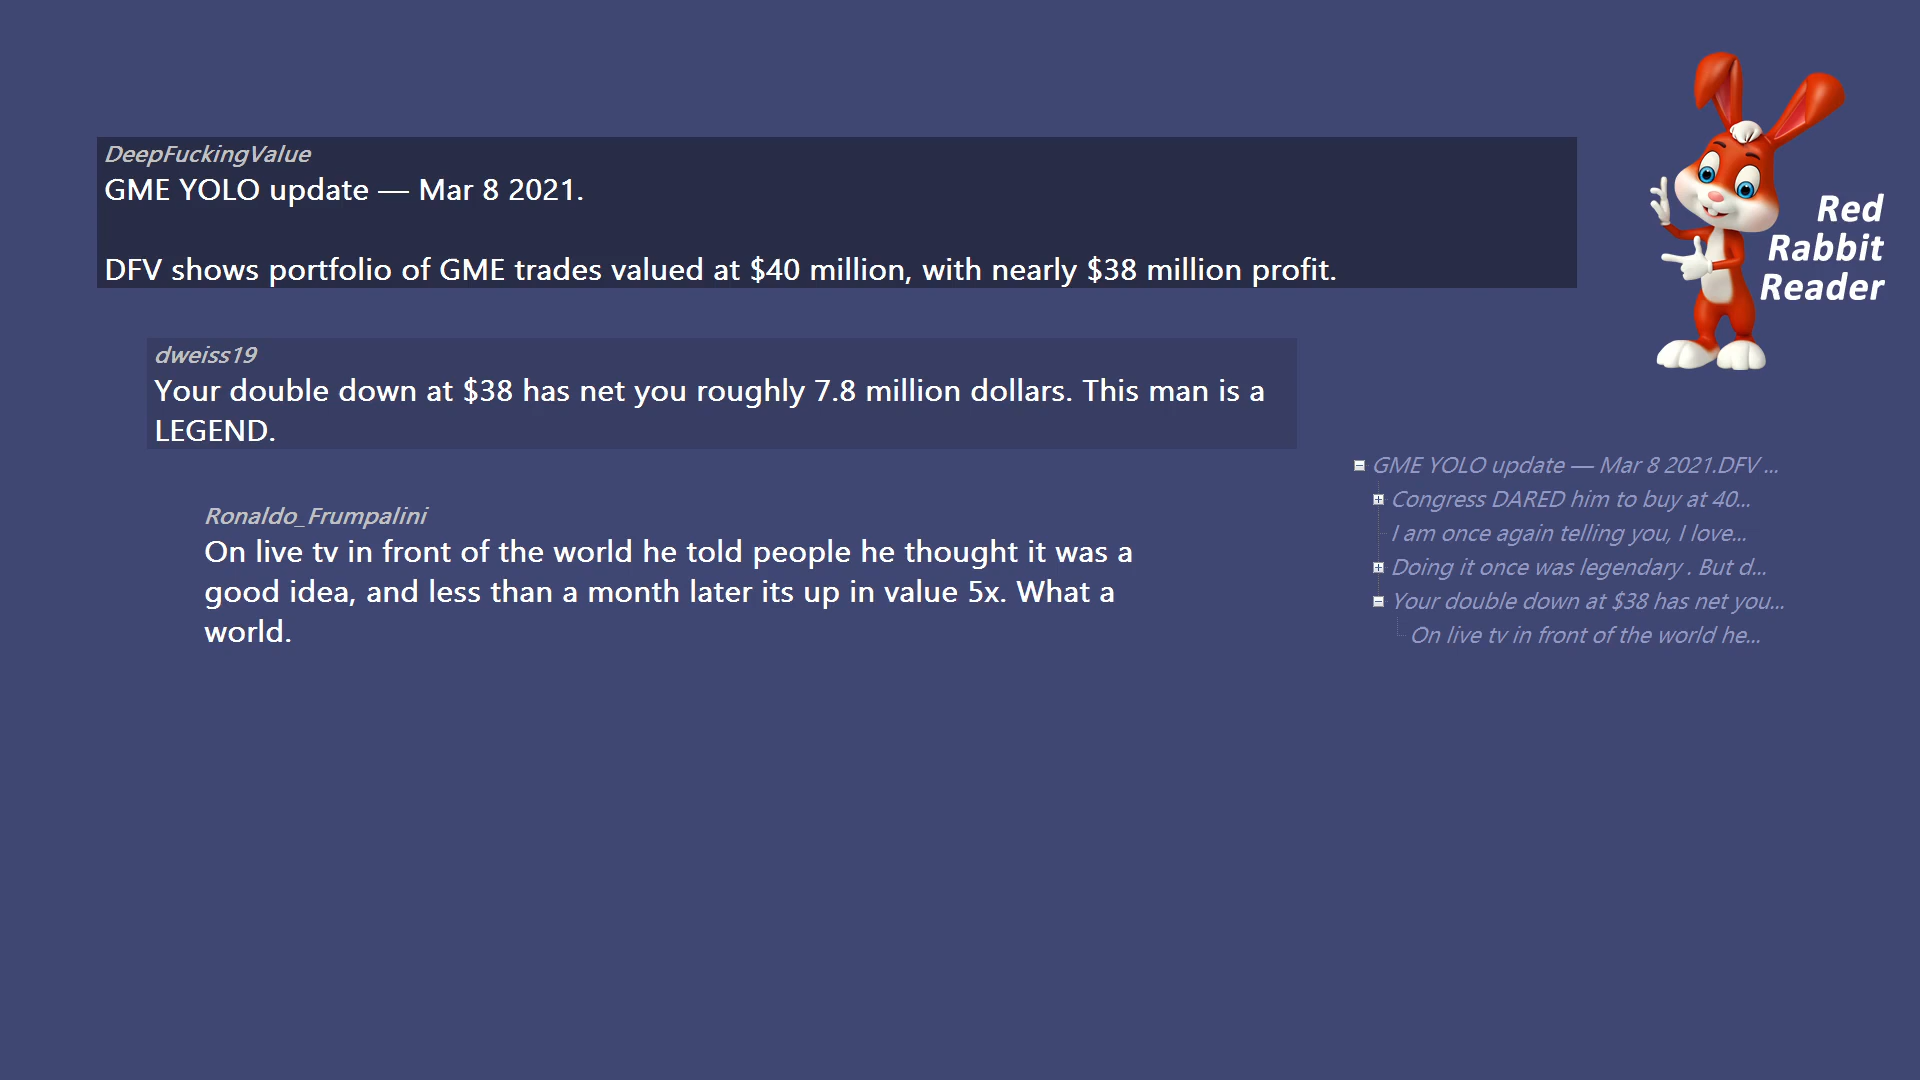 DeepFuckingValue
GME YOLO update — Mar 8 2021.
DFV shows portfolio of GME trades valued at $40 million, with nearly $38 million profit.
dweiss19
Your double down at $38 has net you roughly 7.8 million dollars. This man is a
LEGEND.
Ronaldo_Frumpalini
On live tv in front of the world he told people he thought it was a
good idea, and less than a month later its up in value 5x. What a
world.
Red
Rabbit
Reader
GME YOLO update — Mar 8 2021.DFV ...
Congress DARED him to buy at 40...
I am once again telling you, I love...
Doing it once was legendary . But d...
Your double down at $38 has net you...
On live tv in front of the world he...